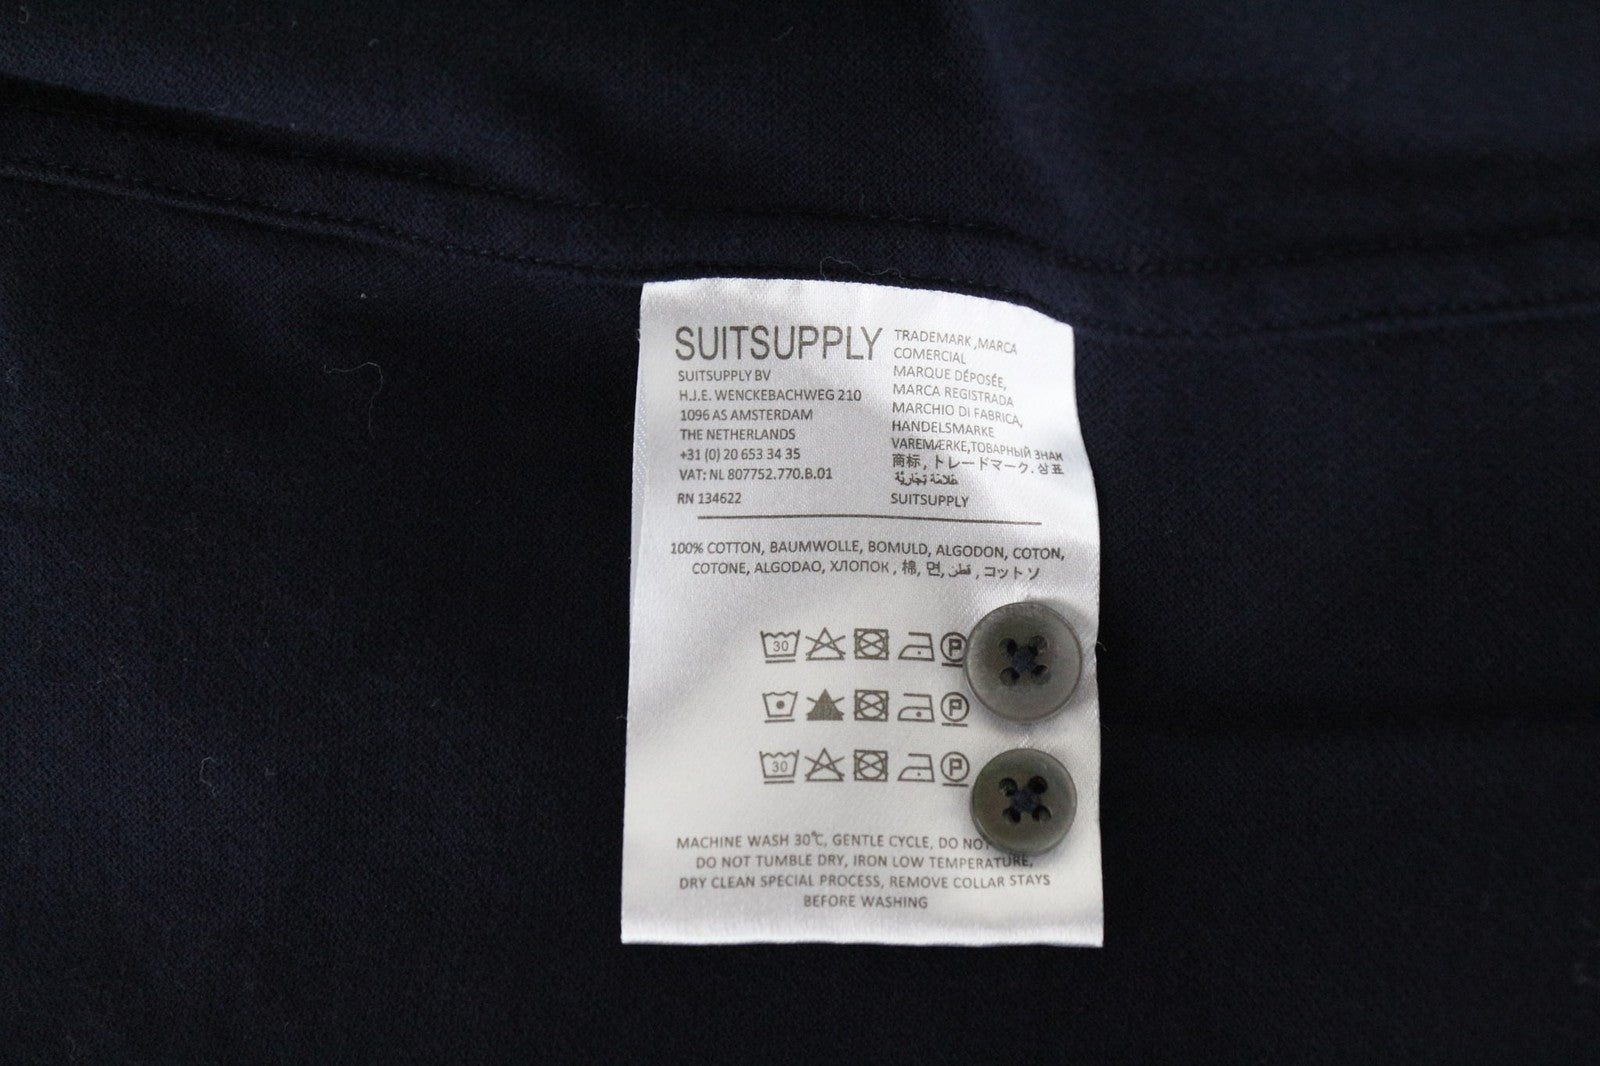 SUITSUPPLY
SUITSUPPLY BV
H.J.E. WENCKEBACHWEG 210
1096 AS AMSTERDAM
THE NETHERLANDS
+31 (0) 20 653 34 35
VAT: NL 807752.770.B.01
RN 134622
TRADEMARK ,MARCA
COMERCIAL
MARQUE DÉPOSÉE,
MARCA REGISTRADA
MARCHIO DI FABRICA,
HANDELSMARKE
VAREMÆRKE,ТОВАРНЫЙ ЗНАК
商标, トレードマーク. 상표
علامة تجارية
SUITSUPPLY
100% COTTON, BAUMWOLLE, BOMULD, ALGODON, COTON,
COTONE, ALGODAO, ХЛОПОК , 棉, 면, قطن , コットソ
30 P
P
30 P
MACHINE WASH 30℃, GENTLE CYCLE, DO NOT
DO NOT TUMBLE DRY, IRON LOW TEMPERATURE,
DRY CLEAN SPECIAL PROCESS, REMOVE COLLAR STAYS
BEFORE WASHING